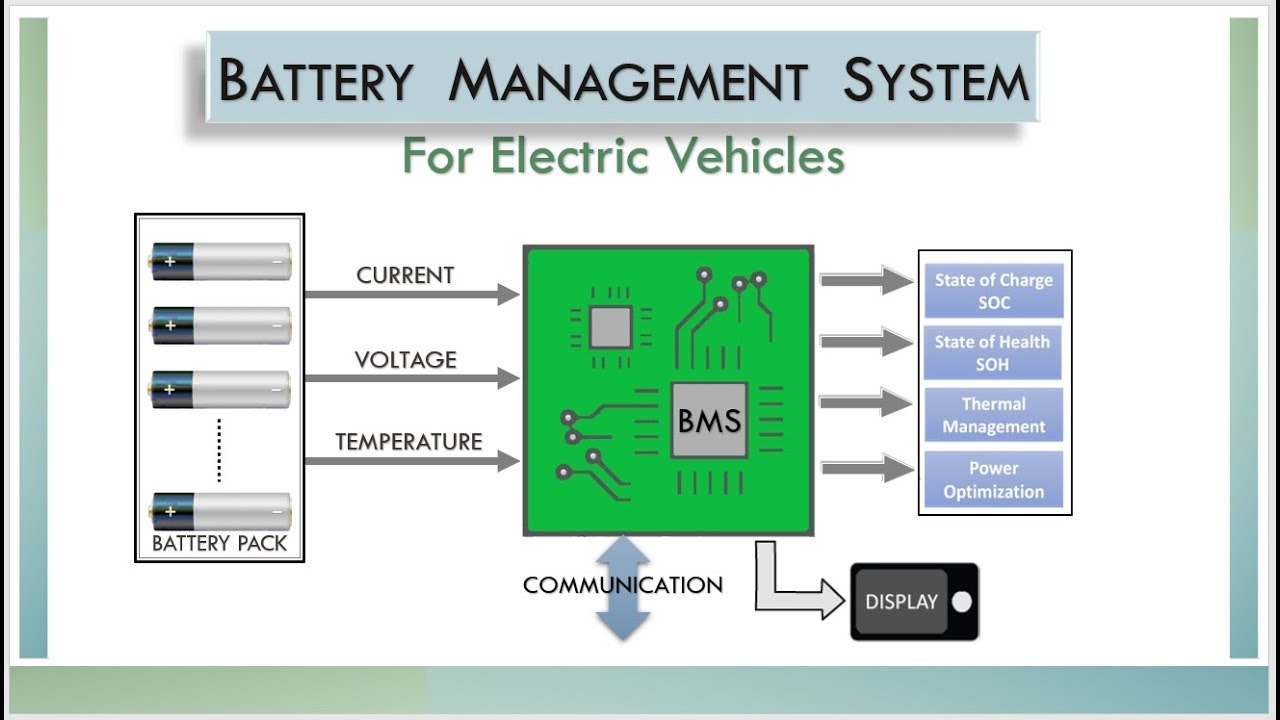 BATTERY MANAGEMENT SYSTEM
For Electric Vehicles
+ −
+ −
+ −
+ −
BATTERY PACK
CURRENT
VOLTAGE
TEMPERATURE
BMS
State of Charge
SOC
State of Health
SOH
Thermal
Management
Power
Optimization
COMMUNICATION
DISPLAY